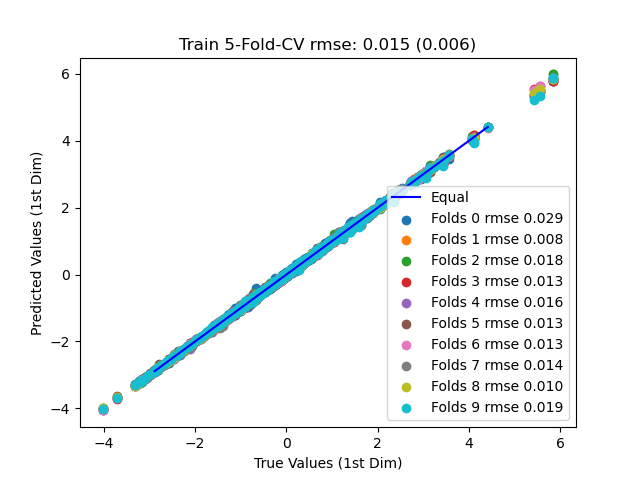 Train 5-Fold-CV rmse: 0.015 (0.006)
Predicted Values (1st Dim)
6
4
2
0
−2
−4
−4
−2
0
2
4
6
True Values (1st Dim)
Equal
Folds 0 rmse 0.029
Folds 1 rmse 0.008
Folds 2 rmse 0.018
Folds 3 rmse 0.013
Folds 4 rmse 0.016
Folds 5 rmse 0.013
Folds 6 rmse 0.013
Folds 7 rmse 0.014
Folds 8 rmse 0.010
Folds 9 rmse 0.019